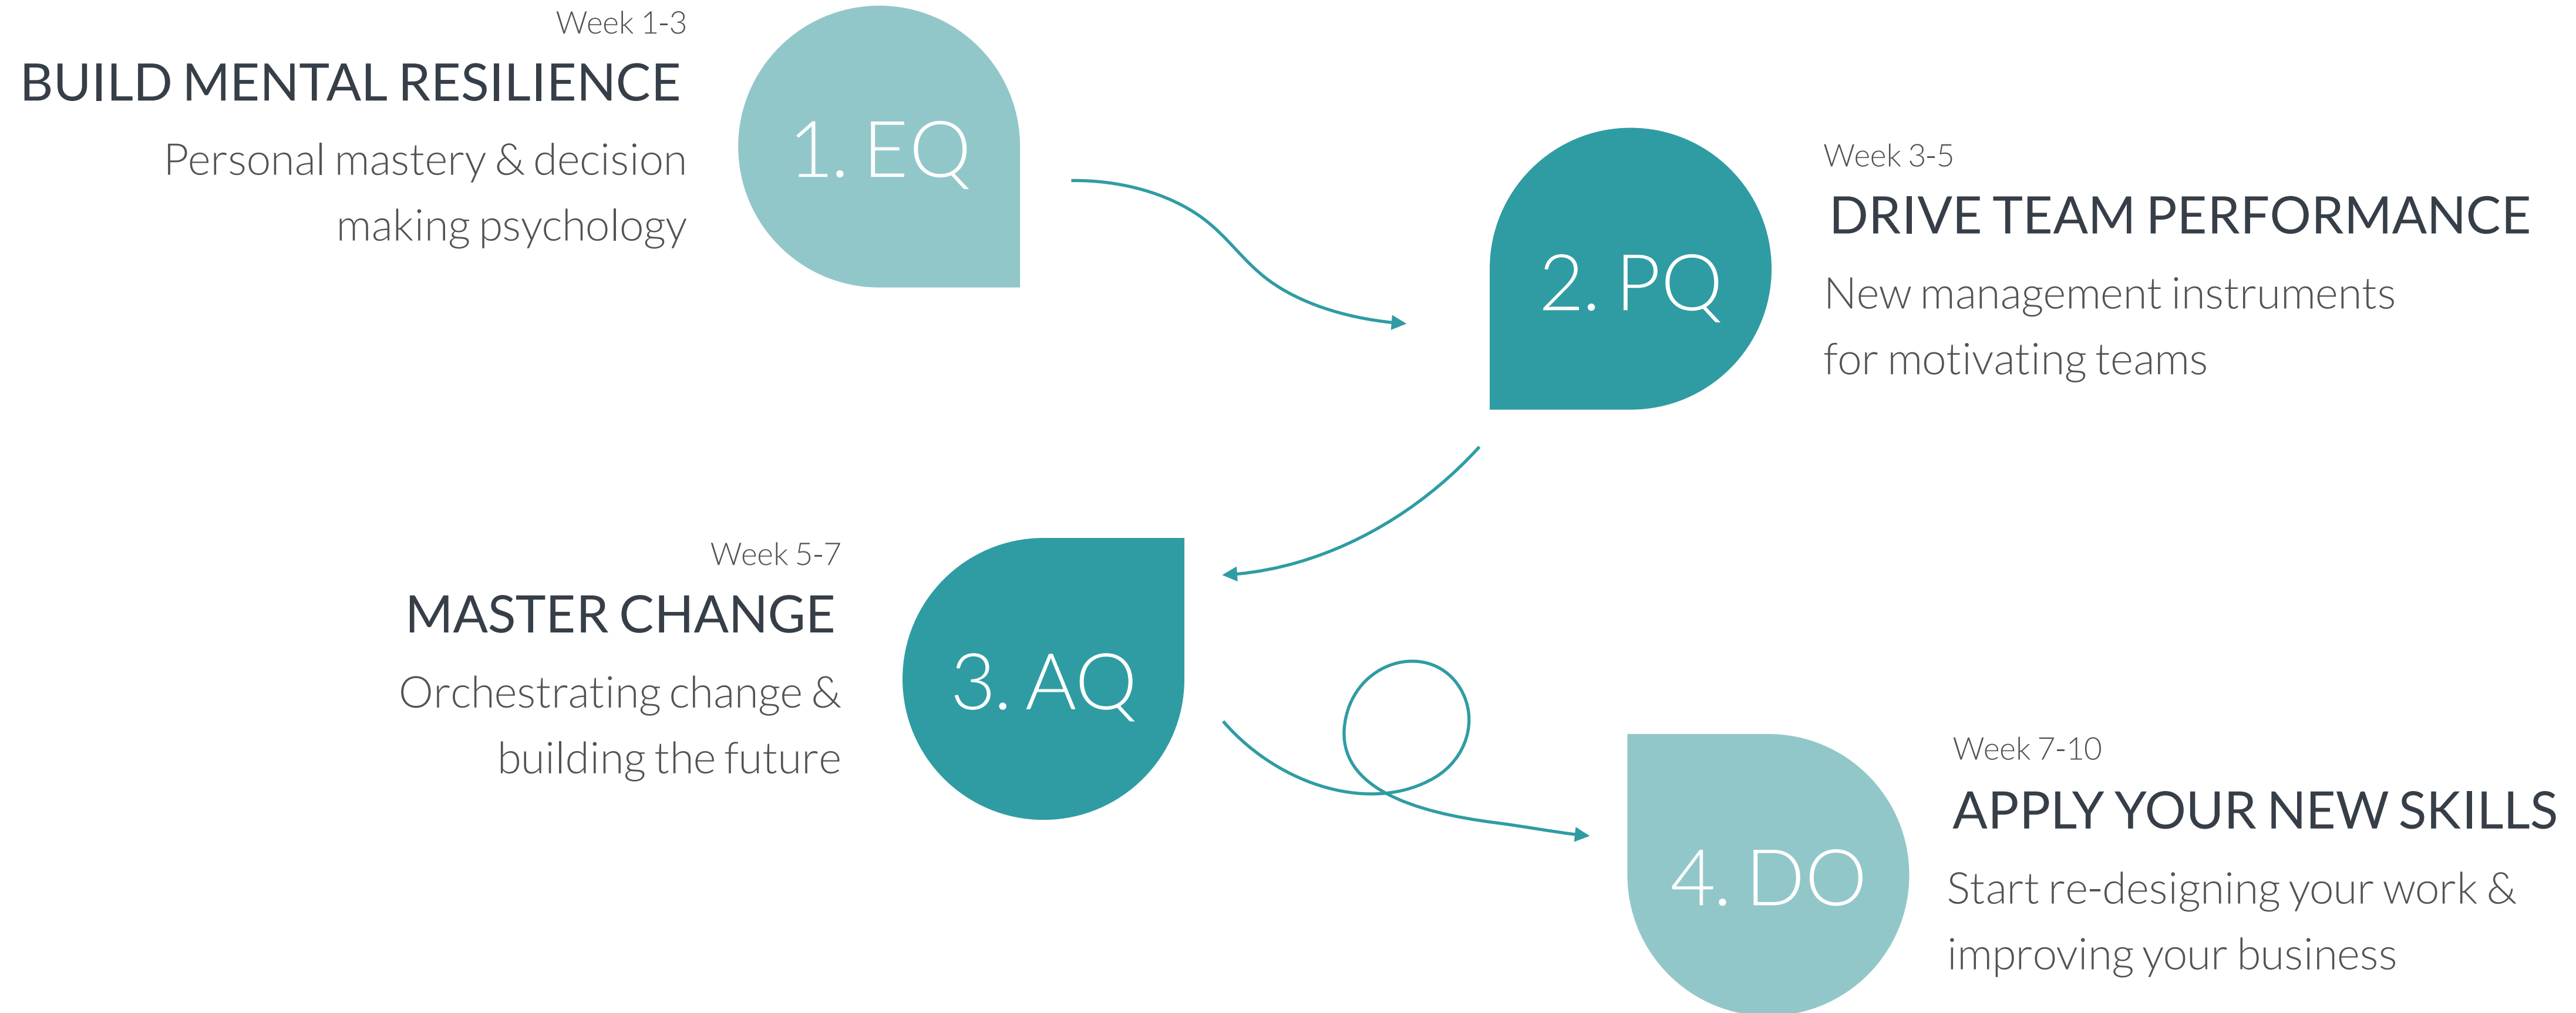 Week 1-3
BUILD MENTAL RESILIENCE
Personal mastery & decision
making psychology
1. EQ
2. PQ
Week 3-5
DRIVE TEAM PERFORMANCE
New management instruments
for motivating teams
Week 5-7
MASTER CHANGE
Orchestrating change &
building the future
3. AQ
4. DO
Week 7-10
APPLY YOUR NEW SKILLS
Start re-designing your work &
improving your business